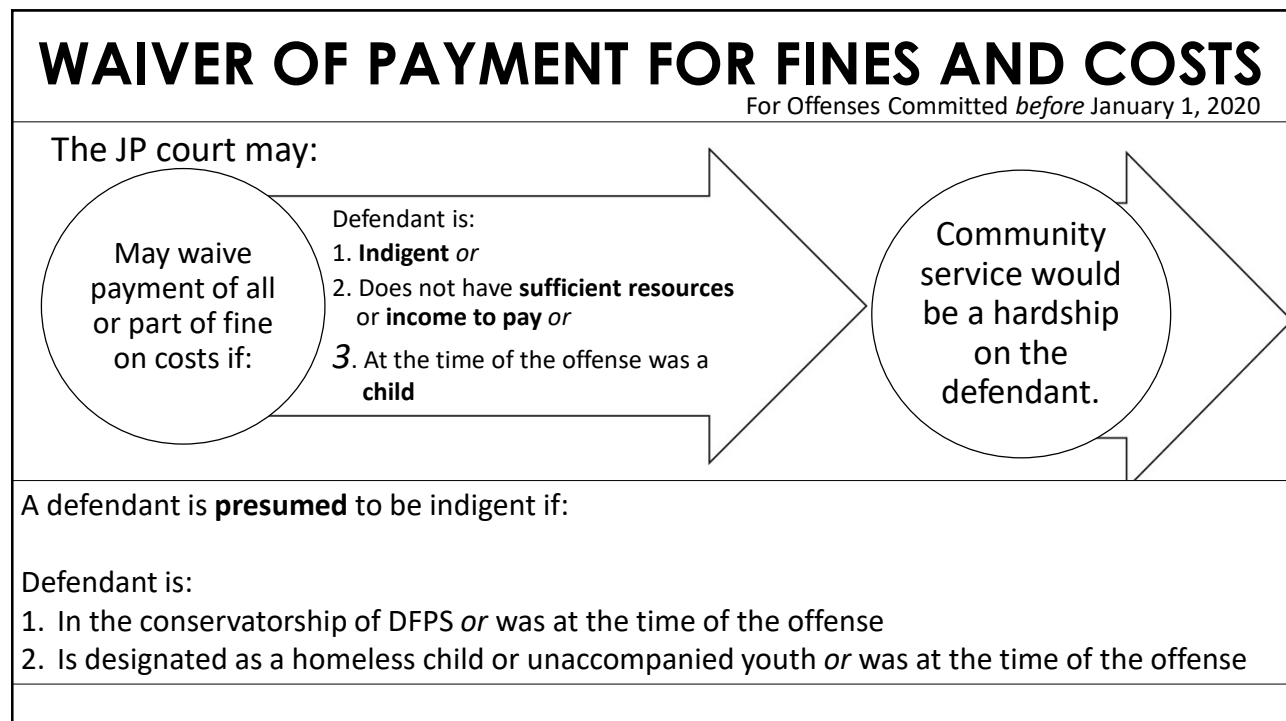 WAIVER OF PAYMENT FOR FINES AND COSTS
For Offenses Committed before January 1, 2020
The JP court may:
May waive
payment of all
or part of fine
on costs if:
Defendant is:
1. Indigent or
2. Does not have sufficient resources
or income to pay or
3. At the time of the offense was a
child
Community
service would
be a hardship
on the
defendant.
A defendant is presumed to be indigent if:
Defendant is:
1. In the conservatorship of DFPS or was at the time of the offense
2. Is designated as a homeless child or unaccompanied youth or was at the time of the offense